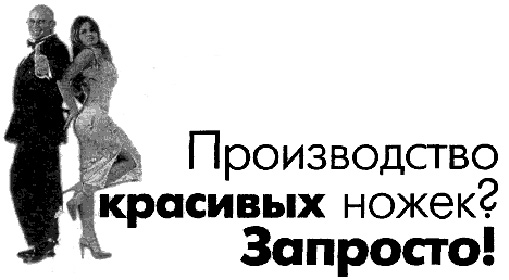 Производство
красивых ножек?
Запросто!